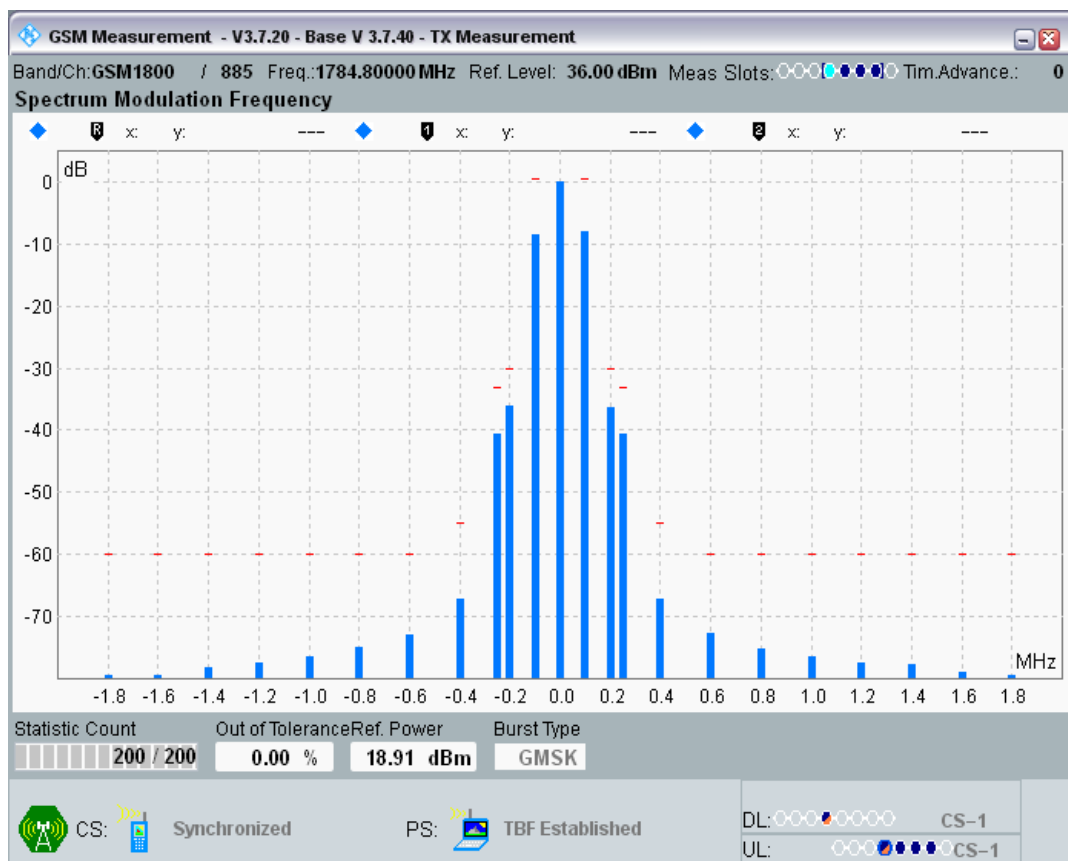 GSM Measurement - V3.7.20 - Base V 3.7.40 - TX Measurement
Band/Ch:GSM1800 / 885 Freq.:1784.80000 MHz Ref. Level: 36.00 dBm Meas Slots: Tim.Advance.: 0
Spectrum Modulation Frequency
R x: y: --- 1 x: y: --- 2 x: y: ---
dB
0
-10
-20
-30
-40
-50
-60
-70
MHz
-1.8 -1.6 -1.4 -1.2 -1.0 -0.8 -0.6 -0.4 -0.2 0.0 0.2 0.4 0.6 0.8 1.0 1.2 1.4 1.6 1.8
Statistic Count Out of Tolerance Ref. Power Burst Type
200 / 200 0.00 % 18.91 dBm GMSK
CS: Synchronized PS: TBF Established DL: CS-1
UL: CS-1